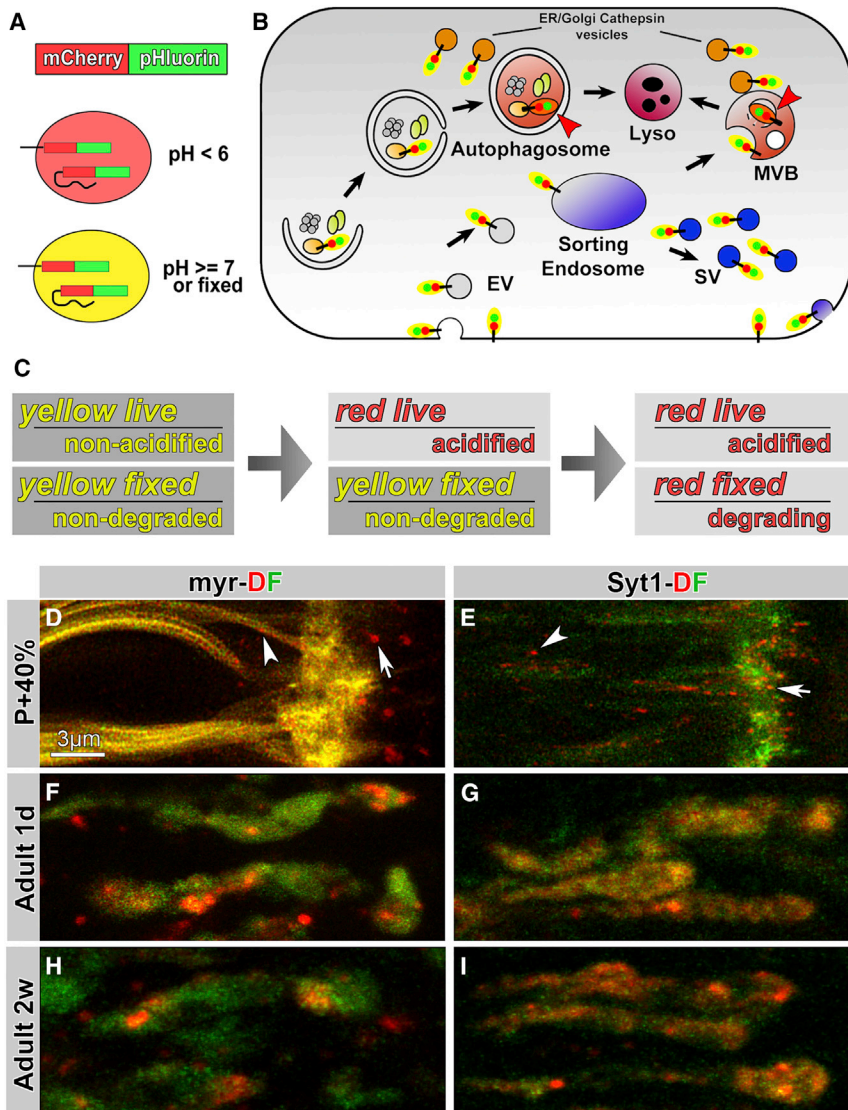 A
mCherry pHluorin
pH < 6
pH >= 7
or fixed
B
ER/Golgi Cathepsin
vesicles
Autophagosome
Lyso
MVB
Sorting
Endosome
EV
SV
C
yellow live
non-acidified
yellow fixed
non-degraded
red live
acidified
yellow fixed
non-degraded
red live
acidified
red fixed
degrading
myr-DF
Syt1-DF
P+40%
D
3μm
E
Adult 1d
F
G
Adult 2w
H
I